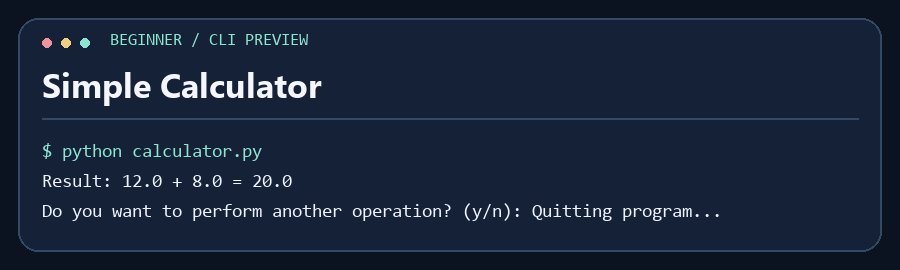 BEGINNER / CLI PREVIEW
Simple Calculator
$ python calculator.py
Result: 12.0 + 8.0 = 20.0
Do you want to perform another operation? (y/n): Quitting program...